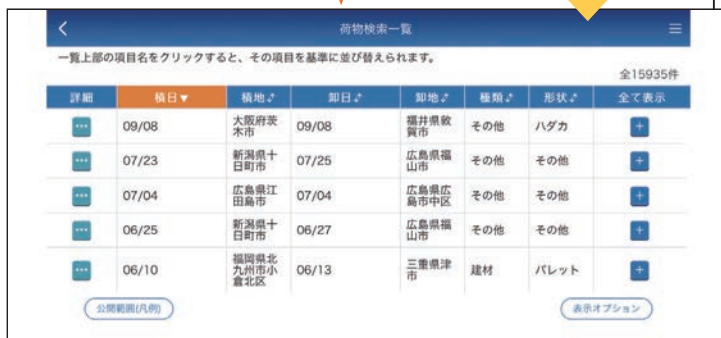 荷物検索一覧
一覧上部の項目名をクリックすると、その項目を基準に並び替えられます。
全15935件
詳細 積日▼ 積地 卸日 卸地 種類 形状 全て表示
... 09/08 大阪府茨木市 09/08 福井県敦賀市 その他 ハダカ +
... 07/23 新潟県十日町市 07/25 広島県福山市 その他 その他 +
... 07/04 広島県江田島市 07/04 広島県広島市中区 その他 その他 +
... 06/25 新潟県十日町市 06/27 広島県福山市 その他 その他 +
... 06/10 福岡県北九州市小倉北区 06/13 三重県津市 建材 パレット +
公開範囲(凡例) 表示オプション